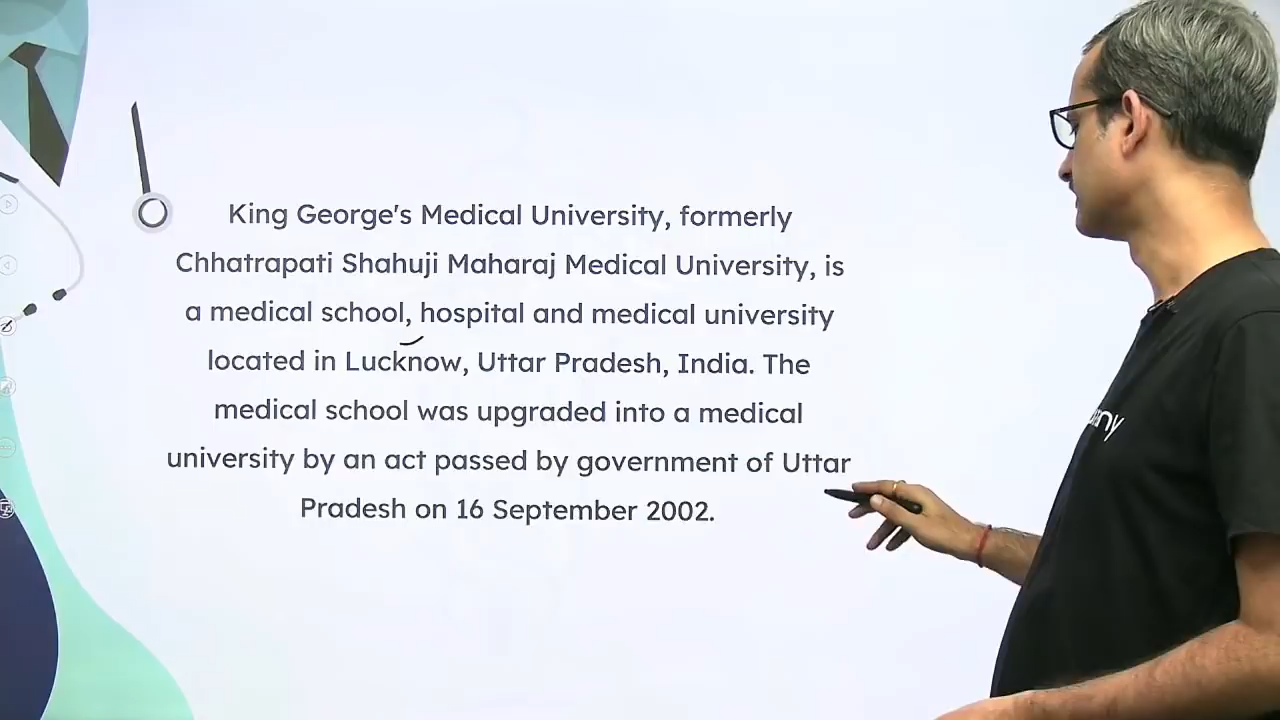 King George's Medical University, formerly
Chhatrapati Shahuji Maharaj Medical University, is
a medical school, hospital and medical university
located in Lucknow, Uttar Pradesh, India. The
medical school was upgraded into a medical
university by an act passed by government of Uttar
Pradesh on 16 September 2002.